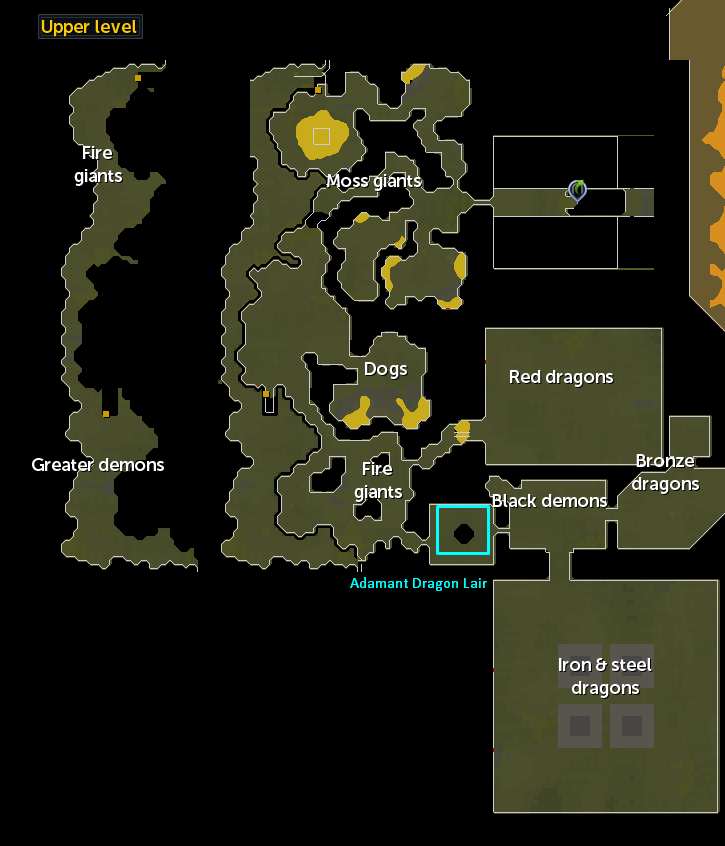 Upper level
Fire
giants
Moss giants
Dogs
Red dragons
Greater demons
Fire
giants
Bronze
dragons
Black demons
Adamant Dragon Lair
Iron & steel
dragons